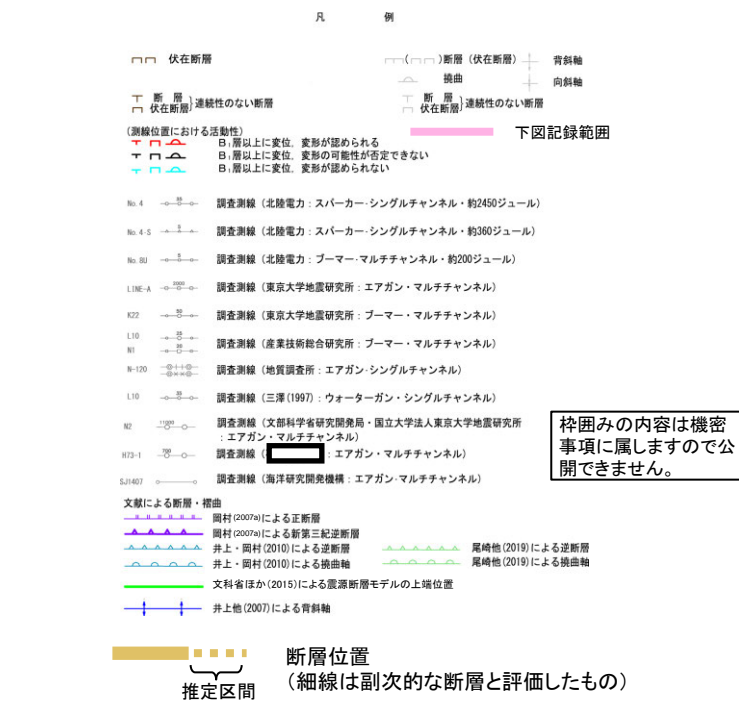 凡 例
伏在断層
( )断層（伏在断層）
背斜軸
撓曲
向斜軸
断 層
伏在断層}連続性のない断層
断 層
伏在断層}連続性のない断層
(測線位置における活動性)
下図記録範囲
B1層以上に変位，変形が認められる
B1層以上に変位，変形の可能性が否定できない
B1層以上に変位，変形が認められない
No.4 調査測線（北陸電力：スパーカー・シングルチャンネル・約2450ジュール）
No.4-S 調査測線（北陸電力：スパーカー・シングルチャンネル・約360ジュール）
No.8U 調査測線（北陸電力：ブーマー・マルチチャンネル・約200ジュール）
LINE-A 2000 調査測線（東京大学地震研究所：エアガン・マルチチャンネル）
K22 50 調査測線（東京大学地震研究所：ブーマー・マルチチャンネル）
L10 25
調査測線（産業技術総合研究所：ブーマー・マルチチャンネル）
N1 20
N-120 調査測線（地質調査所：エアガン・シングルチャンネル）
L10 調査測線（三澤(1997)：ウォーターガン・シングルチャンネル）
N2 11000 調査測線（文部科学省研究開発局・国立大学法人東京大学地震研究所
：エアガン・マルチチャンネル）
H73-1 700 調査測線（ ：エアガン・マルチチャンネル）
SJ1407 調査測線（海洋研究開発機構：エアガン・マルチチャンネル）
枠囲みの内容は機密
事項に属しますので公
開できません。
文献による断層・褶曲
岡村(2007a)による正断層
岡村(2007a)による新第三紀逆断層
井上・岡村(2010)による逆断層
尾崎他(2019)による逆断層
井上・岡村(2010)による撓曲軸
尾崎他(2019)による撓曲軸
文科省ほか(2015)による震源断層モデルの上端位置
井上他(2007)による背斜軸
断層位置
（細線は副次的な断層と評価したもの）
推定区間